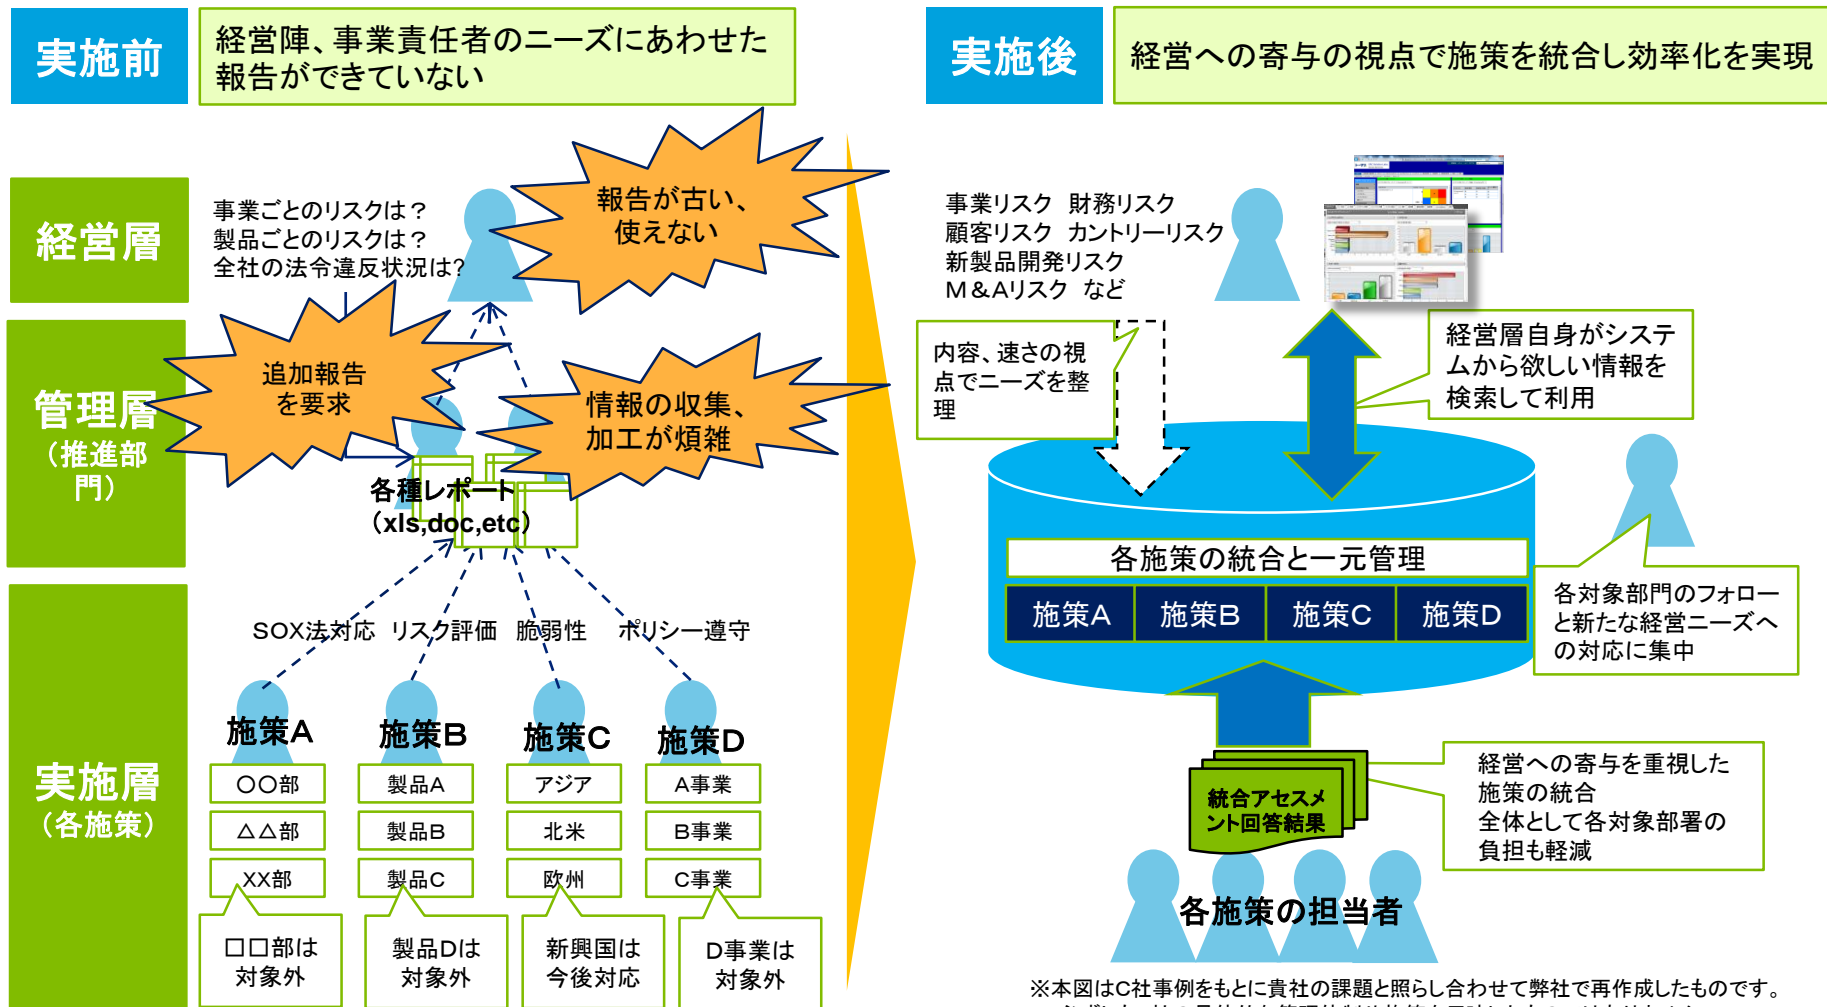 実施前
経営陣、事業責任者のニーズにあわせた
報告ができていない
実施後
経営への寄与の視点で施策を統合し効率化を実現
経営層
事業ごとのリスクは？
製品ごとのリスクは？
全社の法令違反状況は?
報告が古い、
使えない
管理層
（推進部
門）
追加報告
を要求
情報の収集、
加工が煩雑
各種レポート
（xls,doc,etc）
実施層
（各施策）
SOX法対応
リスク評価
脆弱性
ポリシー遵守
施策A
施策B
施策C
施策D
〇〇部
製品A
アジア
A事業
△△部
製品B
北米
B事業
XX部
製品C
欧州
C事業
□□部は
対象外
製品Dは
対象外
新興国は
今後対応
D事業は
対象外
事業リスク　財務リスク
顧客リスク　カントリーリスク
新製品開発リスク
M＆Aリスク　など
内容、速さの視
点でニーズを整
理
経営層自身がシステ
ムから欲しい情報を
検索して利用
各施策の統合と一元管理
施策A
施策B
施策C
施策D
各対象部門のフォロー
と新たな経営ニーズへ
の対応に集中
統合アセスメ
ント回答結果
経営への寄与を重視した
施策の統合
全体として各対象部署の
負担も軽減
各施策の担当者
※本図はC社事例をもとに貴社の課題と照らし合わせて弊社で再作成したものです。